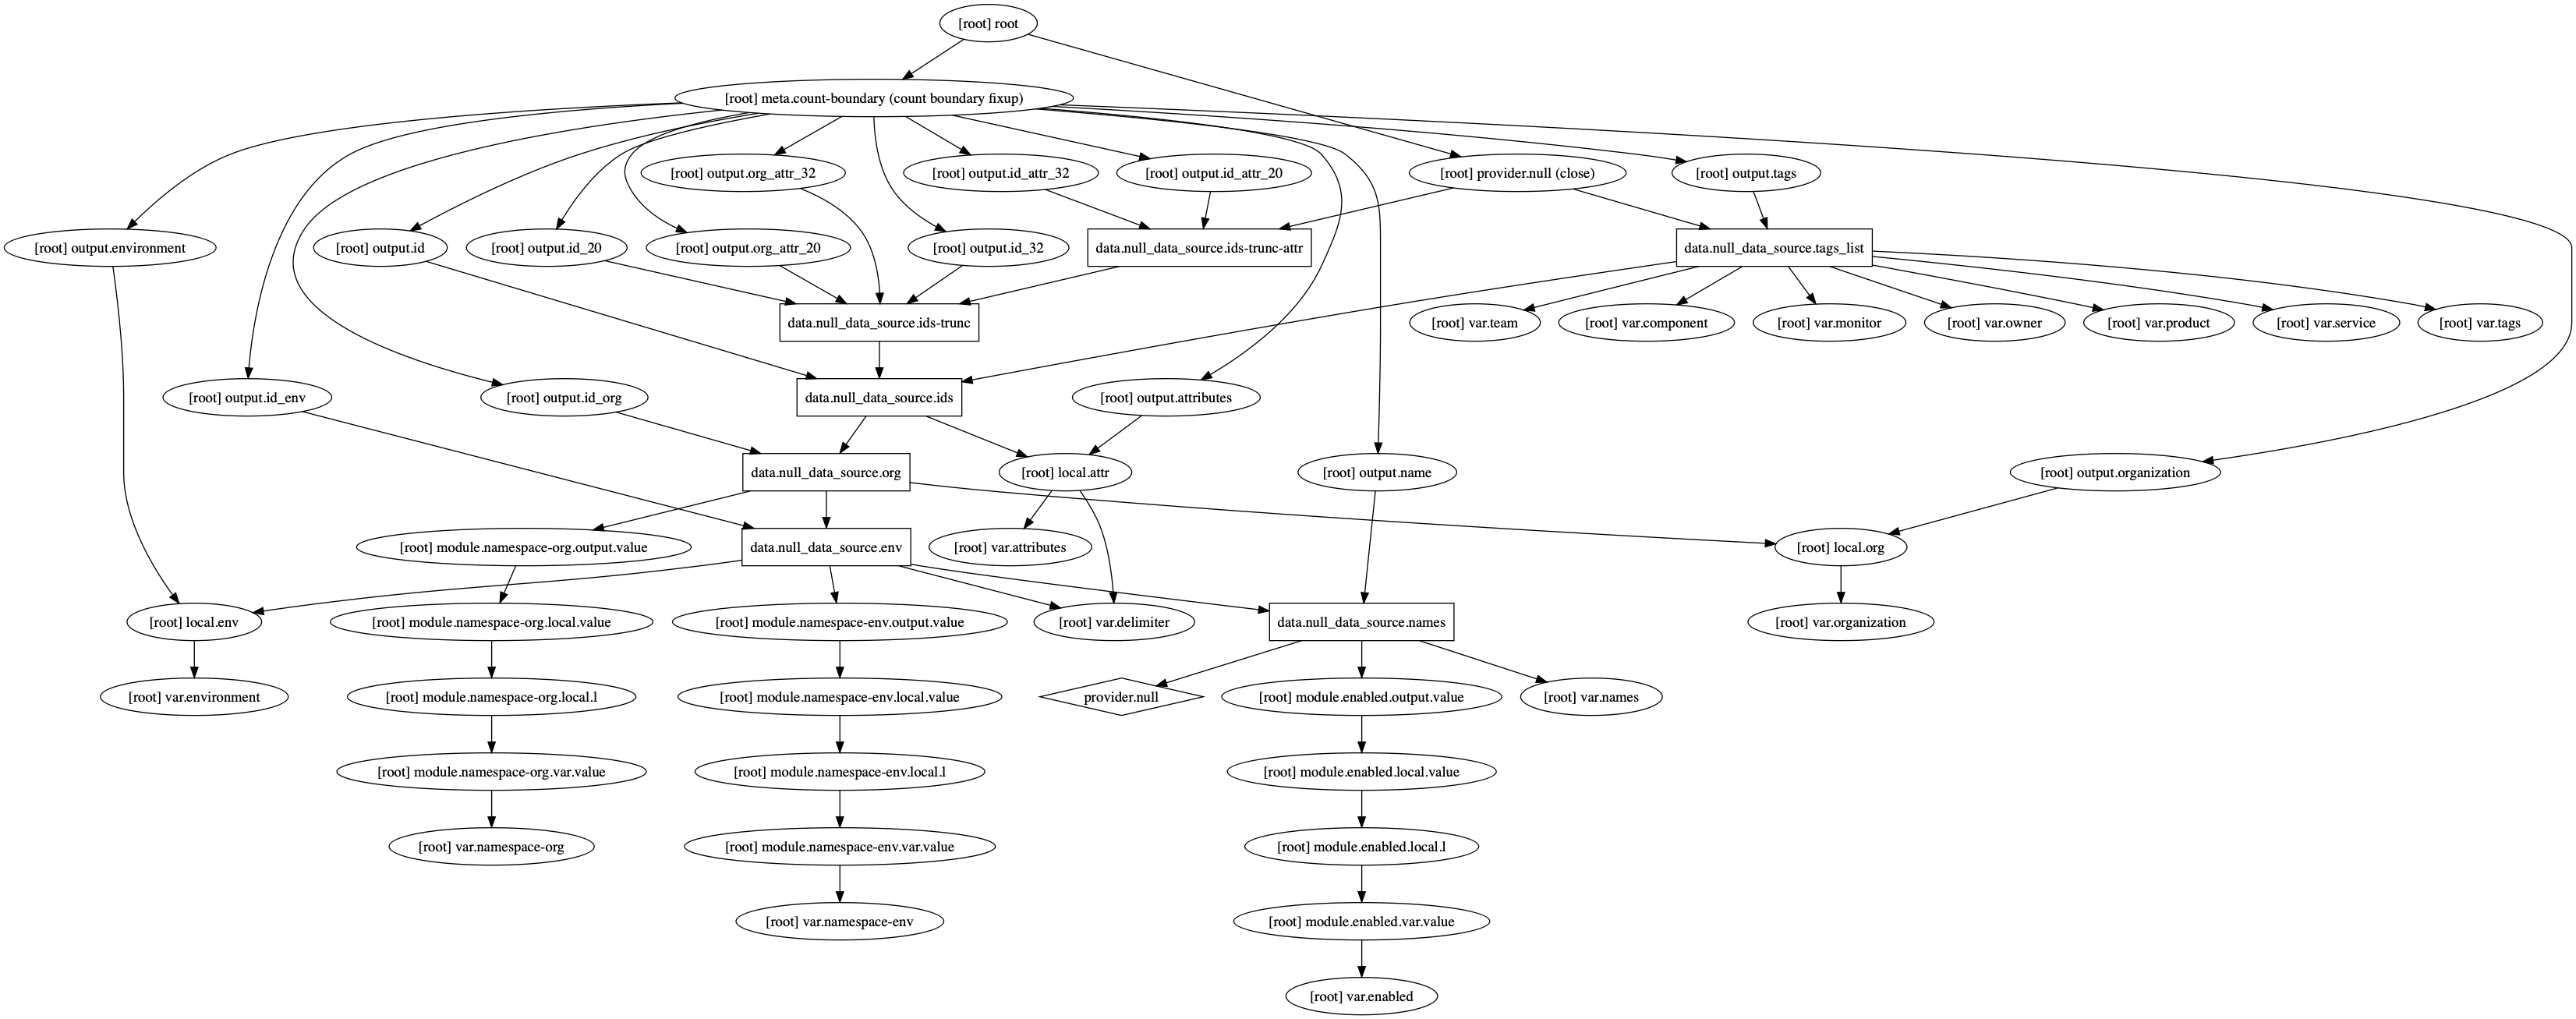 [root] root
[root] meta.count-boundary (count boundary fixup)
[root] output.org_attr_32
[root] output.id_attr_32
[root] output.id_attr_20
[root] provider.null (close)
[root] output.tags
[root] output.environment
[root] output.id
[root] output.id_20
[root] output.org_attr_20
[root] output.id_32
data.null_data_source.ids-trunc-attr
data.null_data_source.tags_list
data.null_data_source.ids-trunc
[root] var.team
[root] var.component
[root] var.monitor
[root] var.owner
[root] var.product
[root] var.service
[root] var.tags
[root] output.id_env
[root] output.id_org
data.null_data_source.ids
[root] output.attributes
data.null_data_source.org
[root] local.attr
[root] output.name
[root] output.organization
[root] module.namespace-org.output.value
data.null_data_source.env
[root] var.attributes
[root] local.org
[root] local.env
[root] module.namespace-org.local.value
[root] module.namespace-env.output.value
[root] var.delimiter
data.null_data_source.names
[root] var.organization
[root] var.environment
[root] module.namespace-org.local.l
[root] module.namespace-env.local.value
provider.null
[root] module.enabled.output.value
[root] var.names
[root] module.namespace-org.var.value
[root] module.namespace-env.local.l
[root] module.enabled.local.value
[root] var.namespace-org
[root] module.namespace-env.var.value
[root] module.enabled.local.l
[root] var.namespace-env
[root] module.enabled.var.value
[root] var.enabled